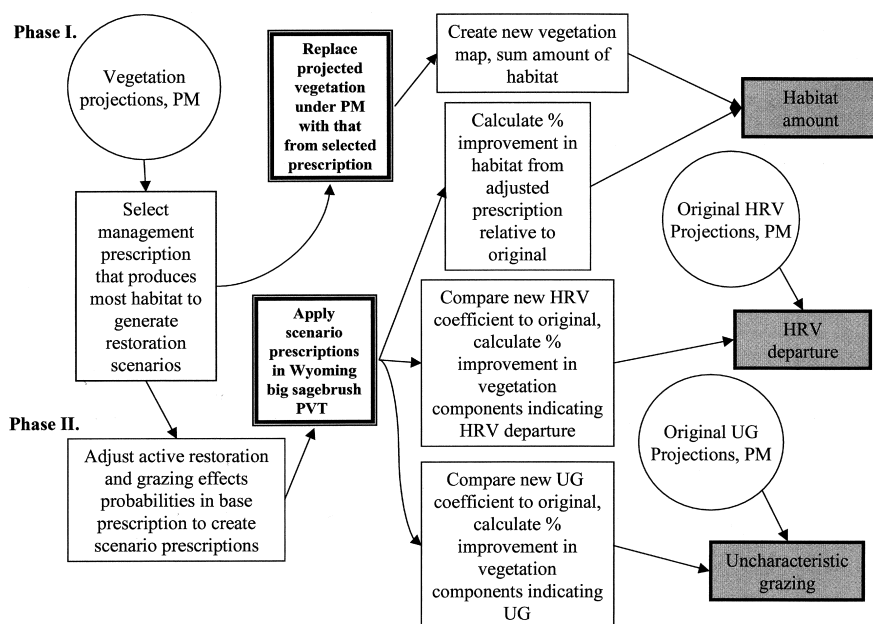 Phase I.
Vegetation
projections, PM
Select
management
prescription
that produces
most habitat to
generate
restoration
scenarios
Phase II.
Adjust active restoration
and grazing effects
probabilities in base
prescription to create
scenario prescriptions
Replace
projected
vegetation
under PM
with that
from selected
prescription
Apply
scenario
prescriptions
in Wyoming
big sagebrush
PVT
Create new vegetation
map, sum amount of
habitat
Calculate %
improvement in
habitat from
adjusted
prescription
relative to
original
Compare new HRV
coefficient to original,
calculate %
improvement in
vegetation
components indicating
HRV departure
Compare new UG
coefficient to original,
calculate %
improvement in
vegetation
components indicating
UG
Habitat
amount
Original HRV
Projections, PM
HRV
departure
Original UG
Projections, PM
Uncharacteristic
grazing